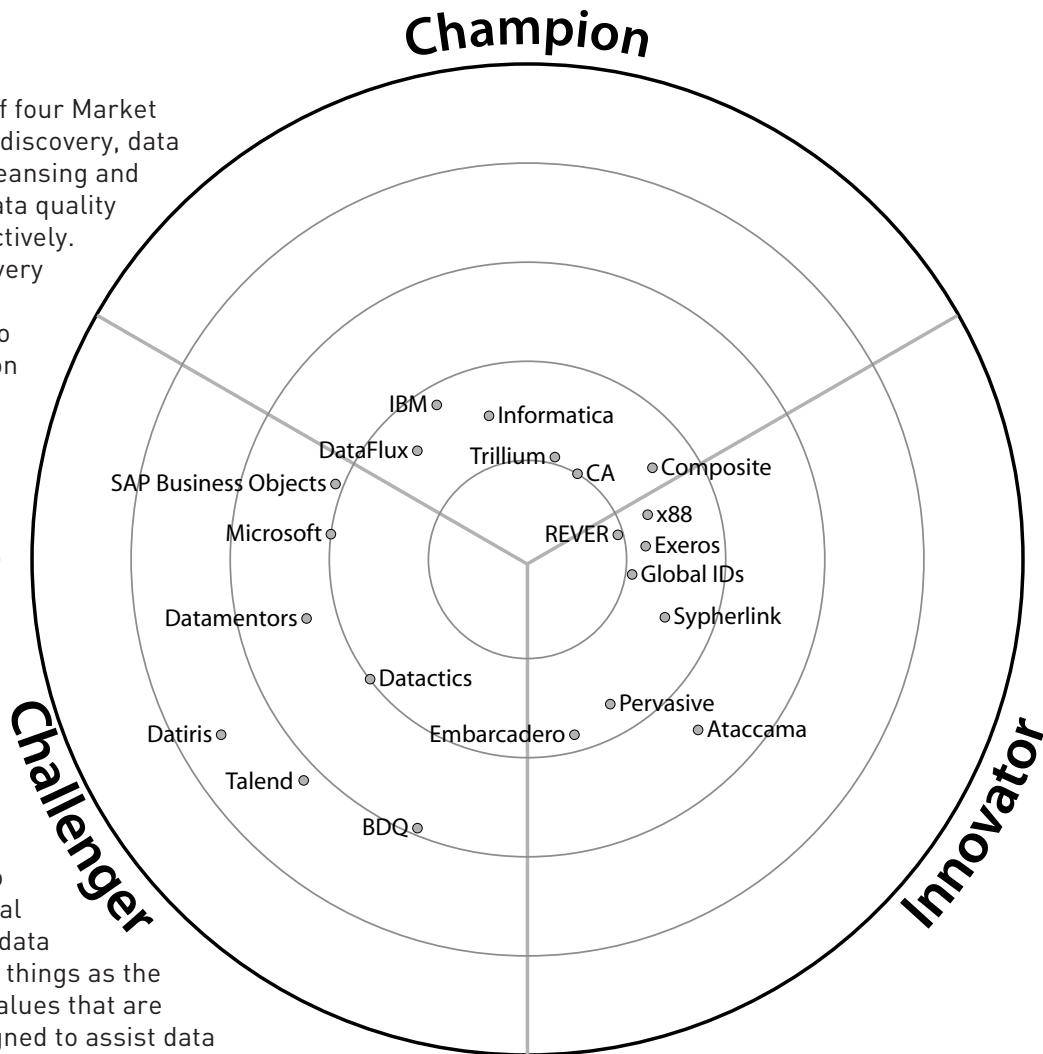 Champion
f four Market
discovery, data
eansing and
ata quality
ctively.
very
o
on
IBM
Informatica
DataFlux
Trillium
CA
Composite
SAP Business Objects
x88
Microsoft
REVER
Exeros
Global IDs
Datamentors
Sypherlink
Datactics
Pervasive
Datiris
Embarcadero
Ataccama
Talend
BDQ
Challenger
Innovator
o
al
data
things as the
alues that are
gned to assist data